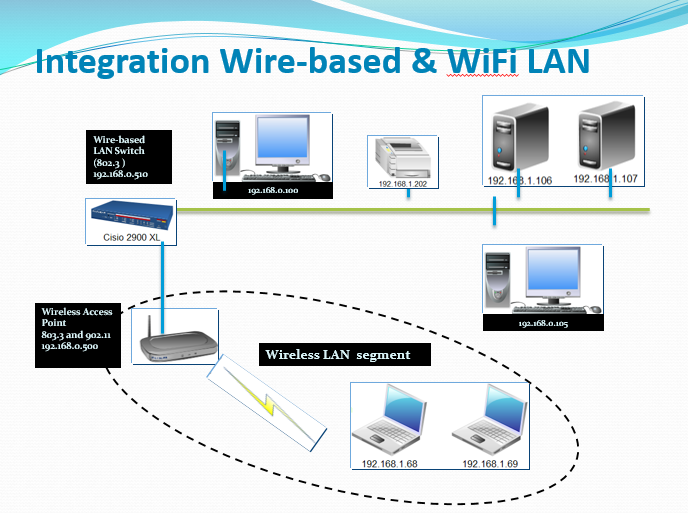 Integration Wire-based & WiFi LAN
Wire-based
LAN Switch
(802.3 )
192.168.0.510
192.168.0.100
192.168.1.202
192.168.1.106
192.168.1.107
Cisio 2900 XL
192.168.0.105
Wireless Access
Point
803.3 and 902.11
192.168.0.500
Wireless LAN segment
192.168.1.68
192.168.1.69